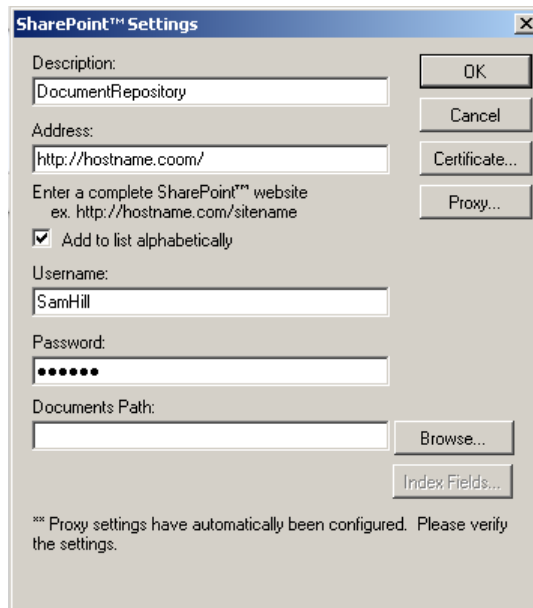 SharePoint™ Settings
Description:
OK
DocumentRepository
Cancel
Address:
http://hostname.coom/
Certificate...
Enter a complete SharePoint™ website
ex. http://hostname.com/sitename
Proxy...
Add to list alphabetically
Username:
SamHill
Password:
●●●●●●
Documents Path:
Browse...
Index Fields...
** Proxy settings have automatically been configured. Please verify
the settings.